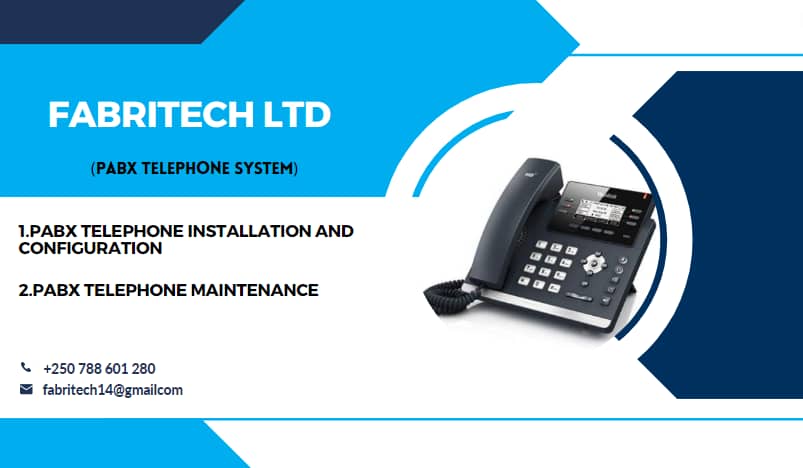 FABRITECH LTD
(PABX TELEPHONE SYSTEM)
1.PABX TELEPHONE INSTALLATION AND
CONFIGURATION
2.PABX TELEPHONE MAINTENANCE
+250 788 601 280
fabritech14@gmailcom